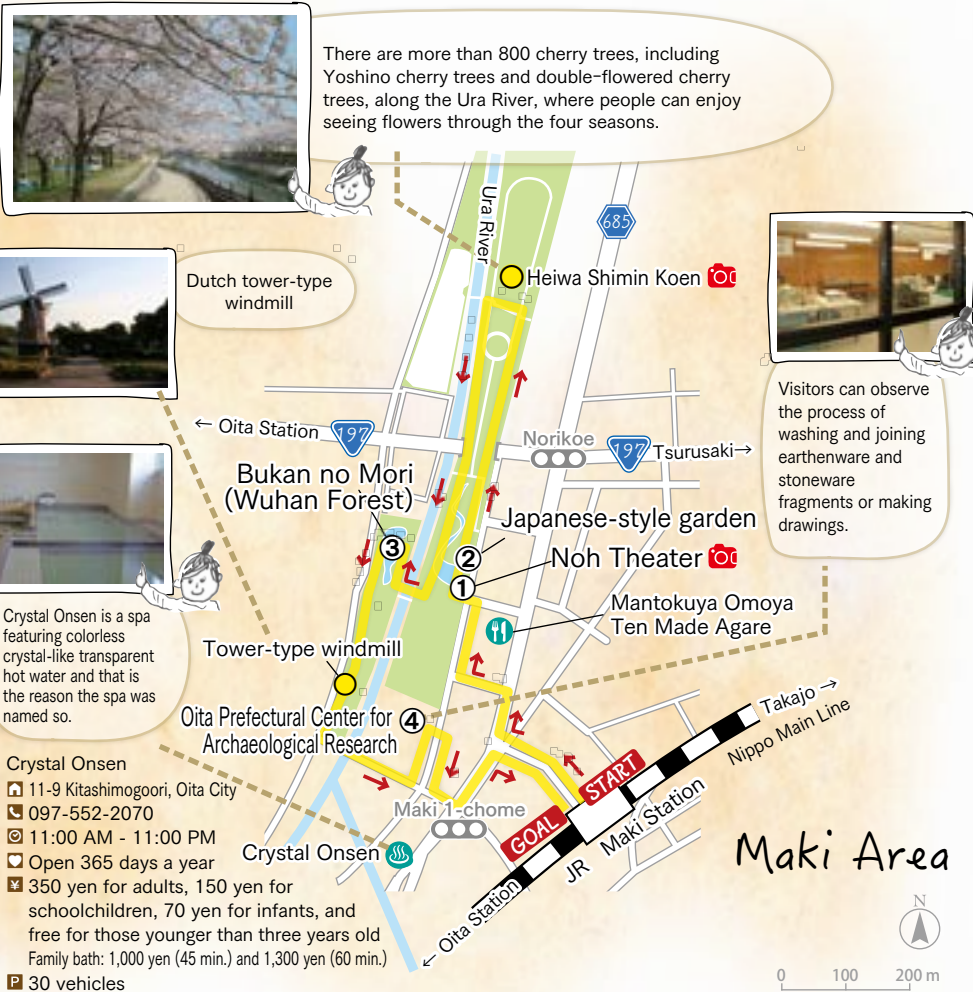 There are more than 800 cherry trees, including
Yoshino cherry trees and double-flowered cherry
trees, along the Ura River, where people can enjoy
seeing flowers through the four seasons.
Ura River
685
Dutch tower-type
windmill
Heiwa Shimin Koen
Visitors can observe
the process of
washing and joining
earthenware and
stoneware
fragments or making
drawings.
← Oita Station
197
Norikoe
197
Tsurusaki→
Bukan no Mori
(Wuhan Forest)
③
②
Japanese-style garden
①
Noh Theater
Mantokuya Omoya
Ten Made Agare
Crystal Onsen is a spa
featuring colorless
crystal-like transparent
hot water and that is
the reason the spa was
named so.
Tower-type windmill
Oita Prefectural Center for
Archaeological Research
④
Takajo →
Nippo Main Line
START
GOAL
JR Maki Station
Maki 1-chome
Crystal Onsen
← Oita Station
Crystal Onsen
11-9 Kitashimogoori, Oita City
097-552-2070
11:00 AM - 11:00 PM
Open 365 days a year
¥ 350 yen for adults, 150 yen for
schoolchildren, 70 yen for infants, and
free for those younger than three years old
Family bath: 1,000 yen (45 min.) and 1,300 yen (60 min.)
P 30 vehicles
Maki Area
N
0 100 200 m